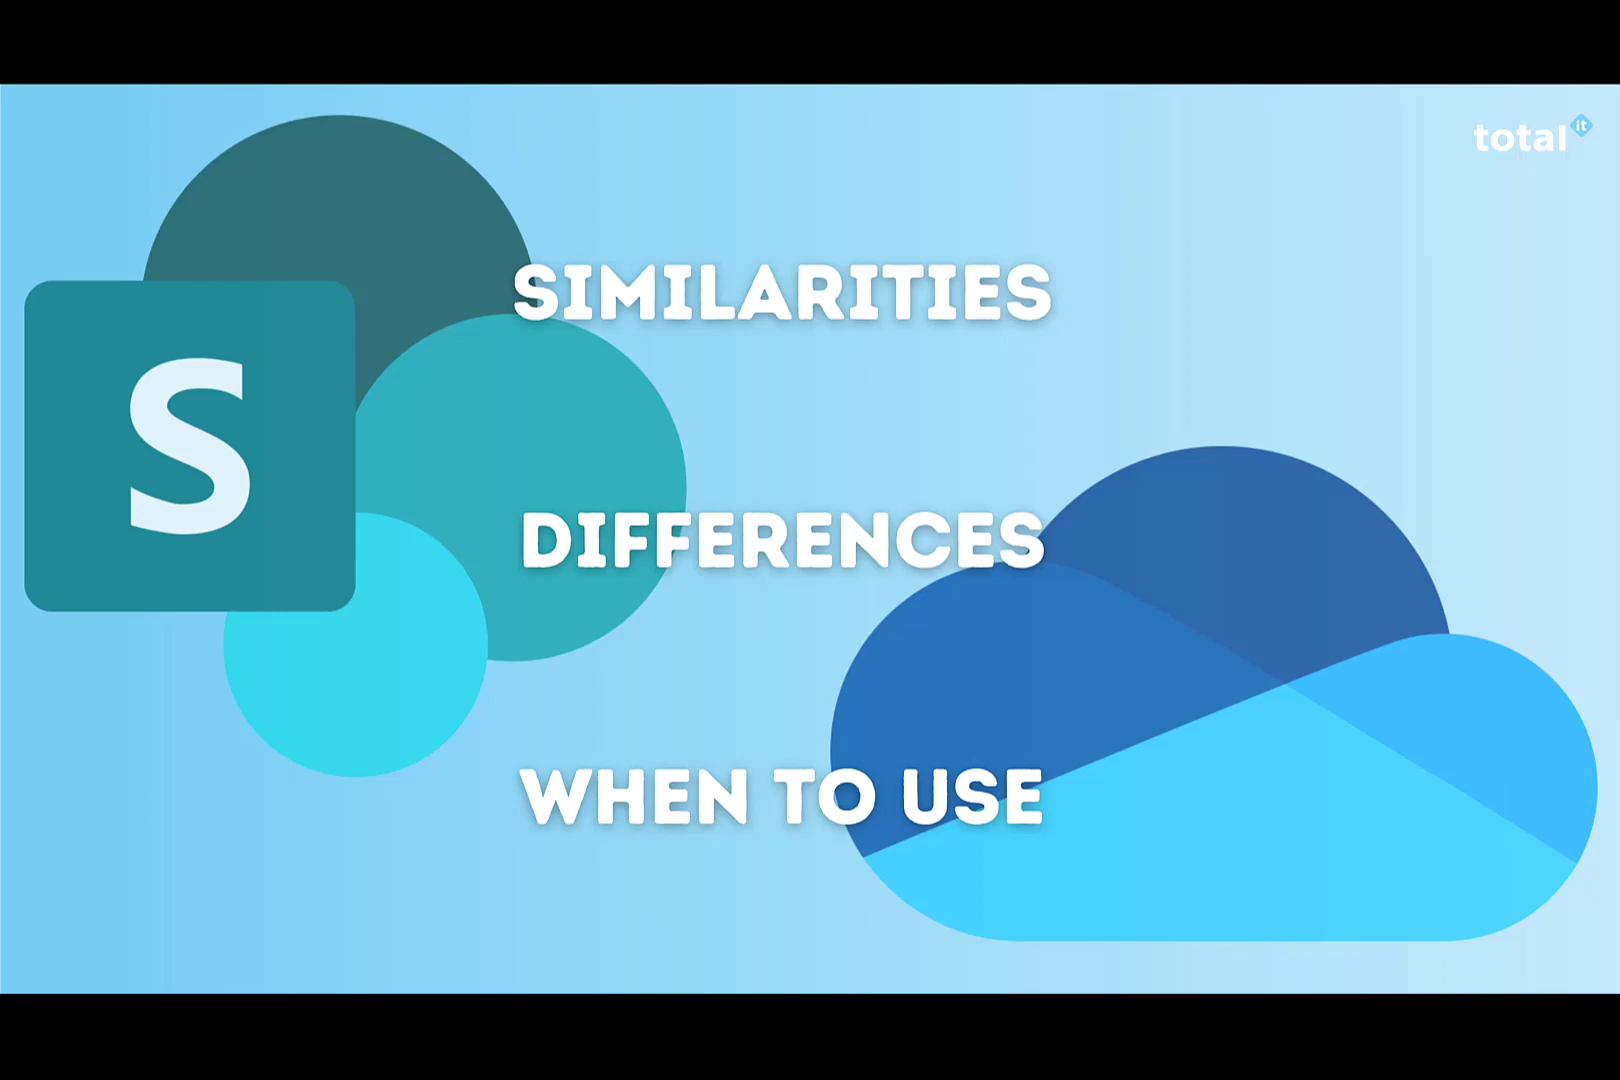 total it
SIMILARITIES
S
DIFFERENCES
WHEN TO USE